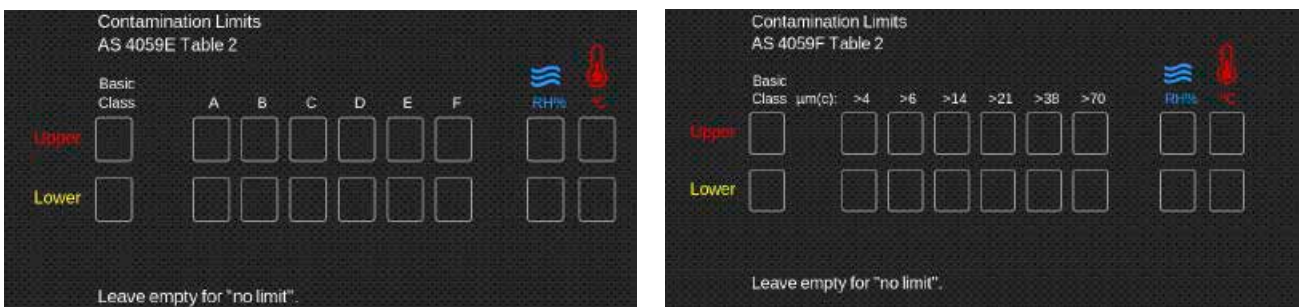 Contamination Limits
AS 4059E Table 2
Basic
Class A B C D E F RH% °C
Upper
Lower
Leave empty for "no limit".
Contamination Limits
AS 4059F Table 2
Basic
Class µm(c): >4 >6 >14 >21 >38 >70 RH% °C
Upper
Lower
Leave empty for "no limit".